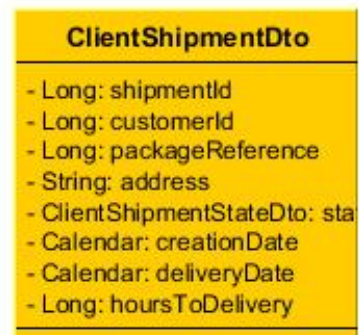 ClientShipmentDto
- Long: shipmentId
- Long: customerId
- Long: packageReference
- String: address
- ClientShipmentStateDto: sta
- Calendar: creationDate
- Calendar: deliveryDate
- Long: hoursToDelivery